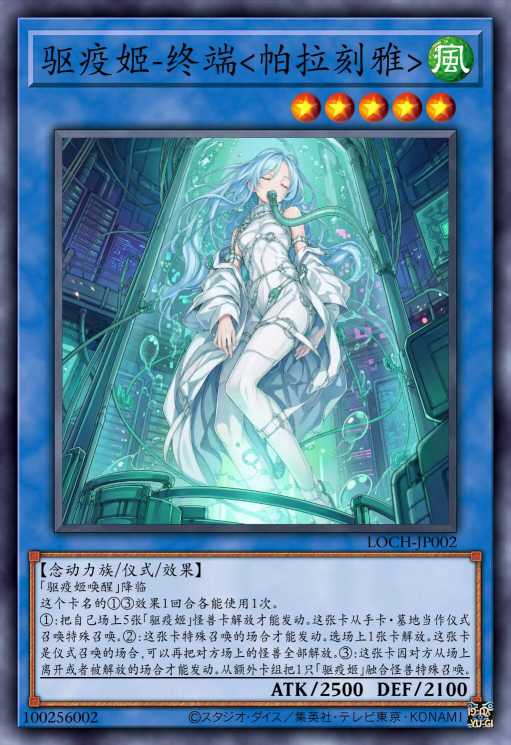 驱疫姬-终端<帕拉刻雅>
風
LOCH-JP002
【念动力族/仪式/效果】
「驱疫姬唤醒」降临
这个卡名的①③效果1回合各能使用1次。
①:把自己场上5张「驱疫姬」怪兽卡解放才能发动。这张卡从手卡·墓地当作仪式
召唤特殊召唤。②:这张卡特殊召唤的场合才能发动。选场上1张卡解放。这张卡
是仪式召唤的场合,可以再把对方场上的怪兽全部解放。③:这张卡因对方从场上
离开或者被解放的场合才能发动。从额外卡组把1只「驱疫姬」融合怪兽特殊召唤。
ATK/2500 DEF/2100
100256002
©スタジオ·ダイス/集英社·テレビ東京·KONAMI